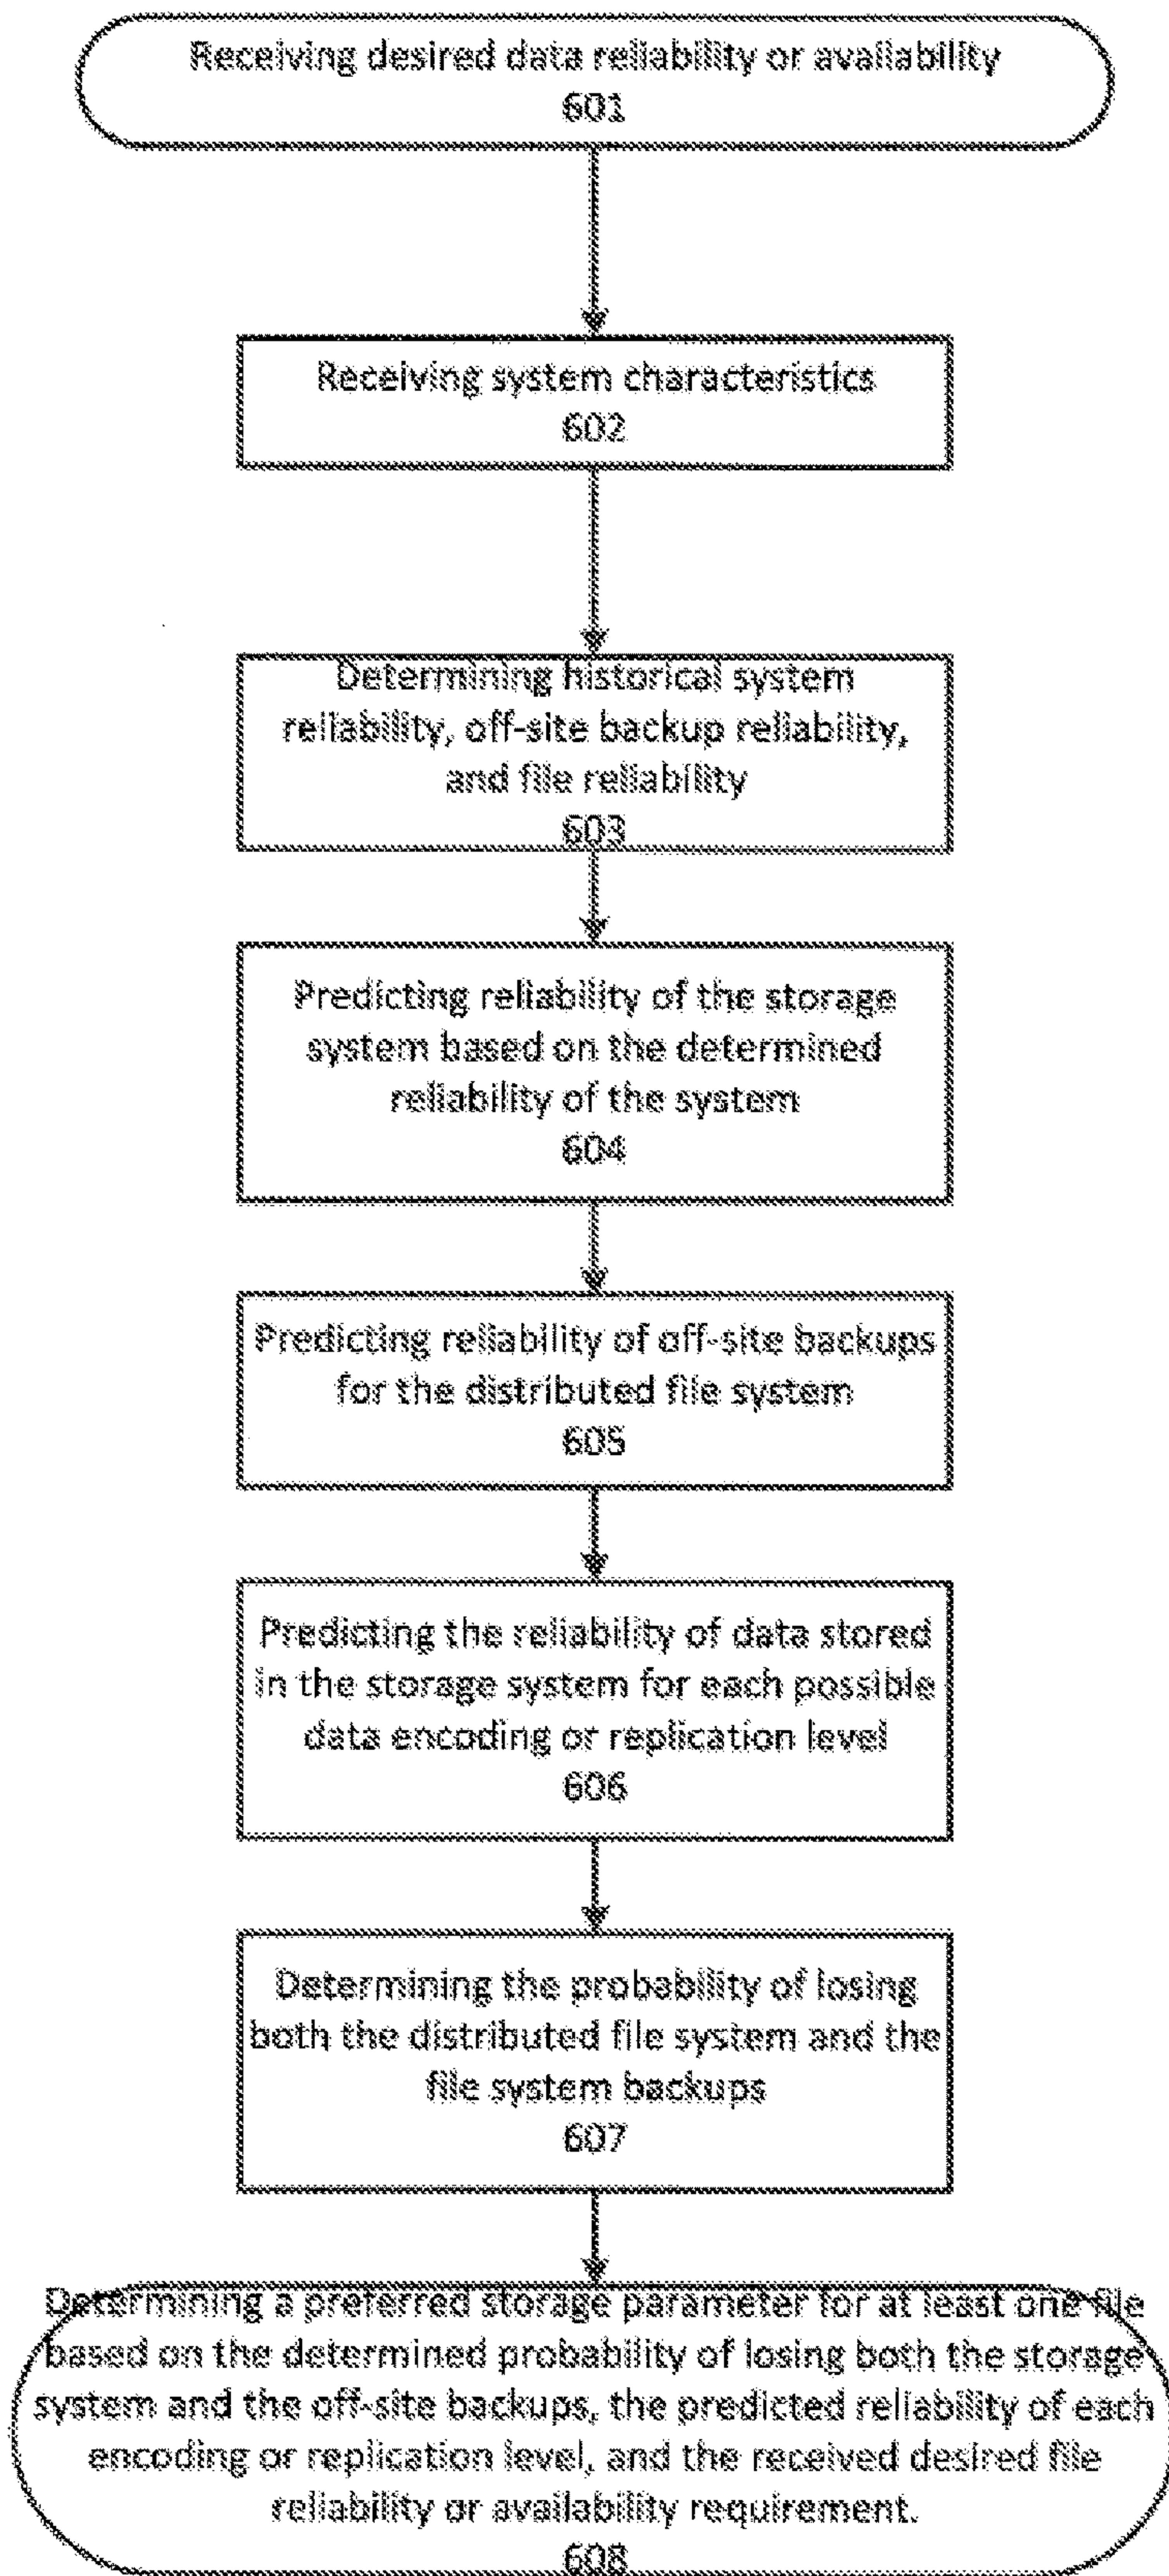 Receiving desired data reliability or availability
601
Receiving system characteristics
602
Determining historical system
reliability, off-site backup reliability,
and file reliability
603
Predicting reliability of the storage
system based on the determined
reliability of the system
604
Predicting reliability of off-site backups
for the distributed file system
605
Predicting the reliability of data stored
in the storage system for each possible
data encoding or replication level
606
Determining the probability of losing
both the distributed file system and the
file system backups
607
Determining a preferred storage parameter for at least one file
based on the determined probability of losing both the storage
system and the off-site backups, the predicted reliability of each
encoding or replication level, and the received desired file
reliability or availability requirement.
608